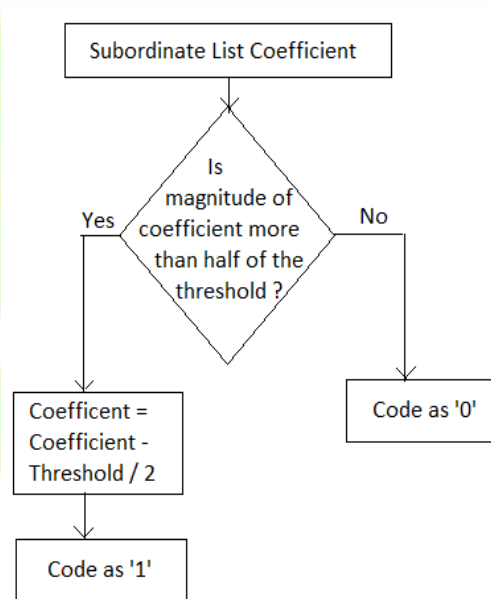 Subordinate List Coefficient
Is
magnitude of
coefficient more
than half of the
threshold ?
Yes
No
Coefficent =
Coefficient -
Threshold / 2
Code as '0'
Code as '1'